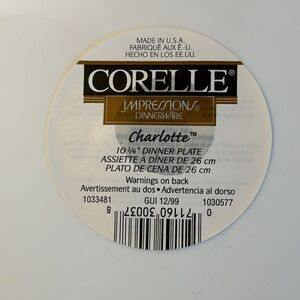 MADE IN U.S.A.
FABRIQUÉ AUX É.-U.
HECHO EN LOS EE.UU.
CORELLE®
IMPRESSIONS®
DINNERWARE
Charlotte™
10 ¼" DINNER PLATE
ASSIETTE À DÎNER DE 26 cm
PLATO DE CENA DE 26 cm
Warnings on back
Avertissement au dos • Advertencia al dorso
1033481 GUI 12/99 1030577
8 71160 30037 0